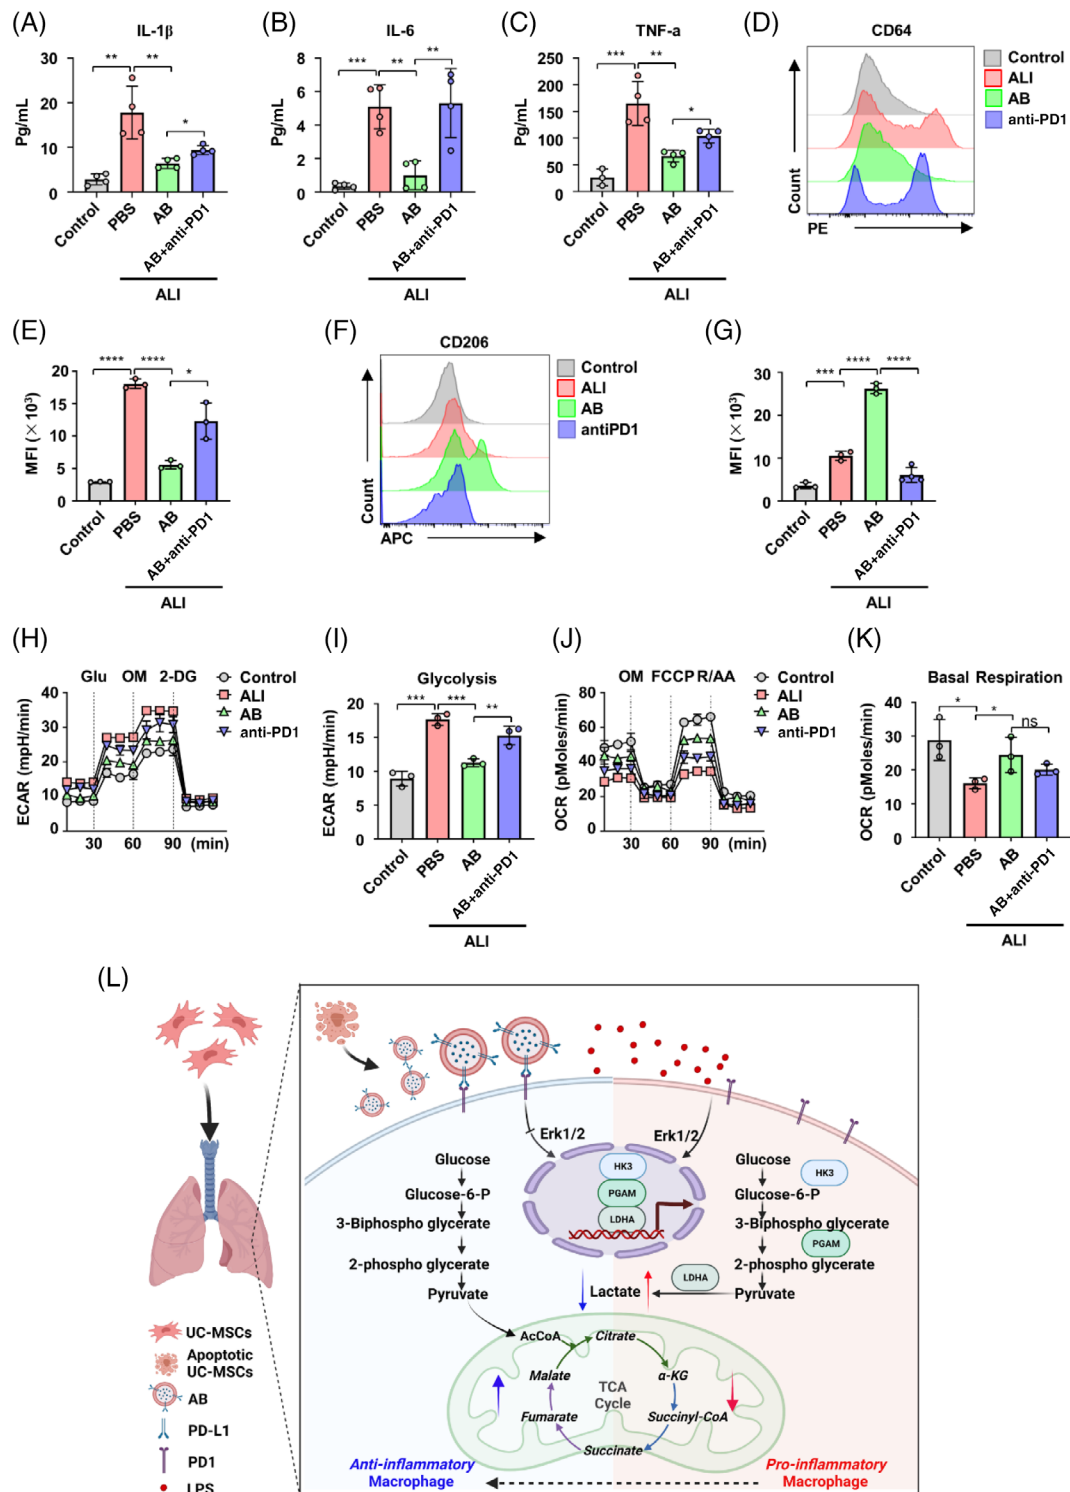 (A)
IL-1β
Pg/mL
30
20
10
0
** **
*
Control
PBS
AB
AB+anti-PD1
ALI
(B)
IL-6
Pg/mL
8
6
4
2
0
*** ** **
Control
PBS
AB
AB+anti-PD1
ALI
(C)
TNF-a
Pg/mL
250
200
150
100
50
0
*** **
*
Control
PBS
AB
AB+anti-PD1
ALI
(D)
CD64
Count
PE
Control
ALI
AB
anti-PD1
(E)
MFI (×10³)
20
15
10
5
0
**** ****
*
Control
PBS
AB
AB+anti-PD1
ALI
(F)
CD206
Count
APC
Control
ALI
AB
antiPD1
(G)
MFI (×10³)
30
20
10
0
*** **** ****
Control
PBS
AB
AB+anti-PD1
ALI
(H)
Glu OM 2-DG
ECAR (mpH/min)
40
30
20
10
0
30 60 90 (min)
Control
ALI
AB
anti-PD1
(I)
Glycolysis
ECAR (mpH/min)
20
15
10
5
0
*** ***
**
Control
PBS
AB
AB+anti-PD1
ALI
(J)
OM FCCP R/AA
OCR (pMoles/min)
80
60
40
20
0
30 60 90 (min)
Control
ALI
AB
anti-PD1
(K)
Basal Respiration
OCR (pMoles/min)
40
30
20
10
0
* *
ns
Control
PBS
AB
AB+anti-PD1
ALI
(L)
Erk1/2
Erk1/2
HK3
PGAM
LDHA
Glucose
Glucose-6-P
3-Biphospho glycerate
2-phospho glycerate
Pyruvate
Glucose
HK3
Glucose-6-P
3-Biphospho glycerate
PGAM
2-phospho glycerate
LDHA
Pyruvate
Lactate
AcCoA
Citrate
Malate
α-KG
TCA
Cycle
Fumarate
Succinyl-CoA
Succinate
Anti-inflammatory
Macrophage
Pro-inflammatory
Macrophage
UC-MSCs
Apoptotic
UC-MSCs
AB
PD-L1
PD1
LPS